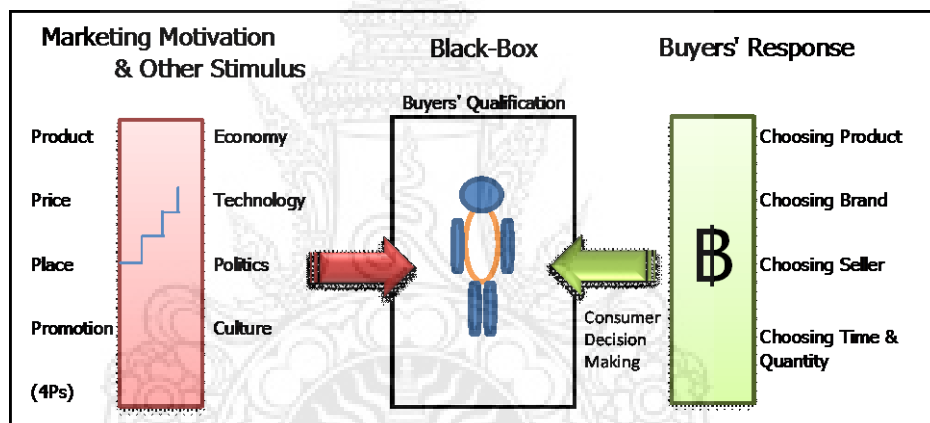 Marketing Motivation
& Other Stimulus
Black-Box
Buyers' Response
Buyers' Qualification
Product
Price
Place
Promotion
(4Ps)
Economy
Technology
Politics
Culture
Consumer
Decision
Making
฿
Choosing Product
Choosing Brand
Choosing Seller
Choosing Time &
Quantity